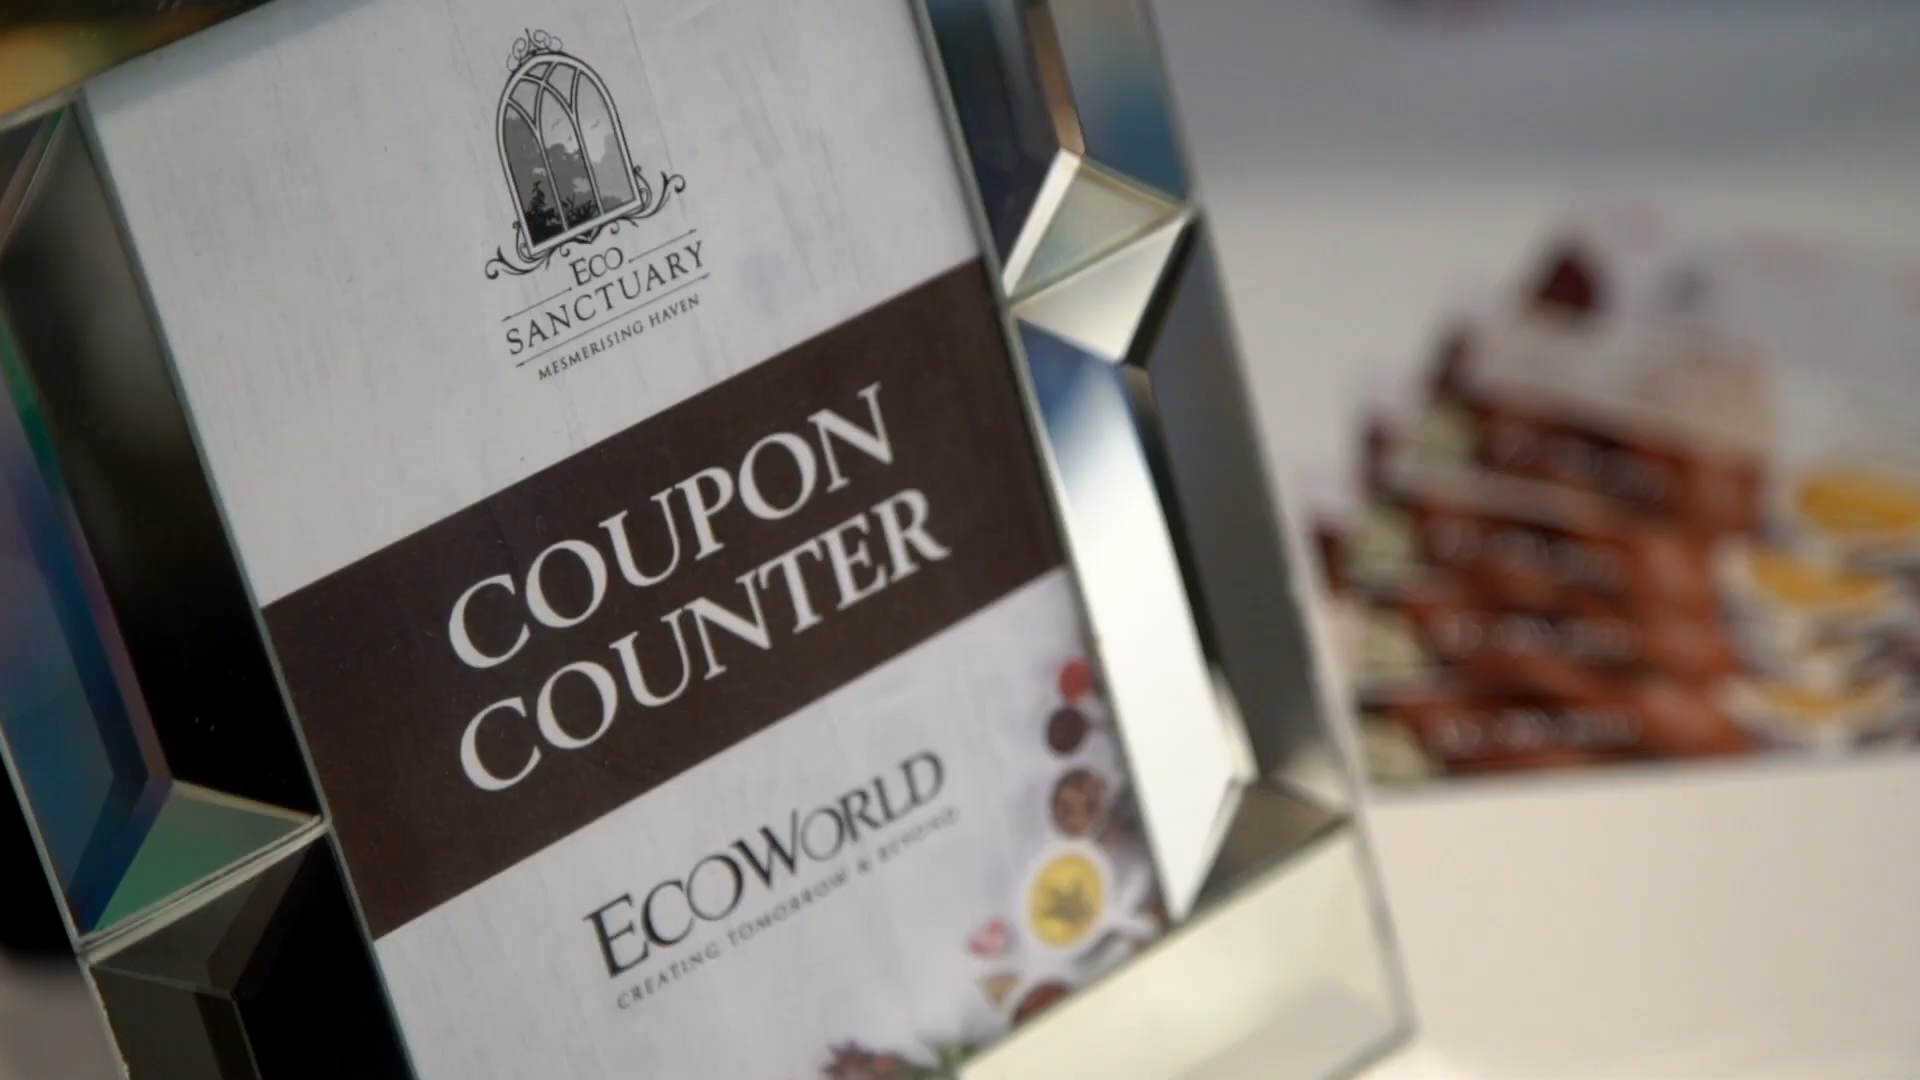 ECO
SANCTUARY
MESMERISING HAVEN
COUPON
COUNTER
ECOWORLD
CREATING TOMORROW & BEYOND